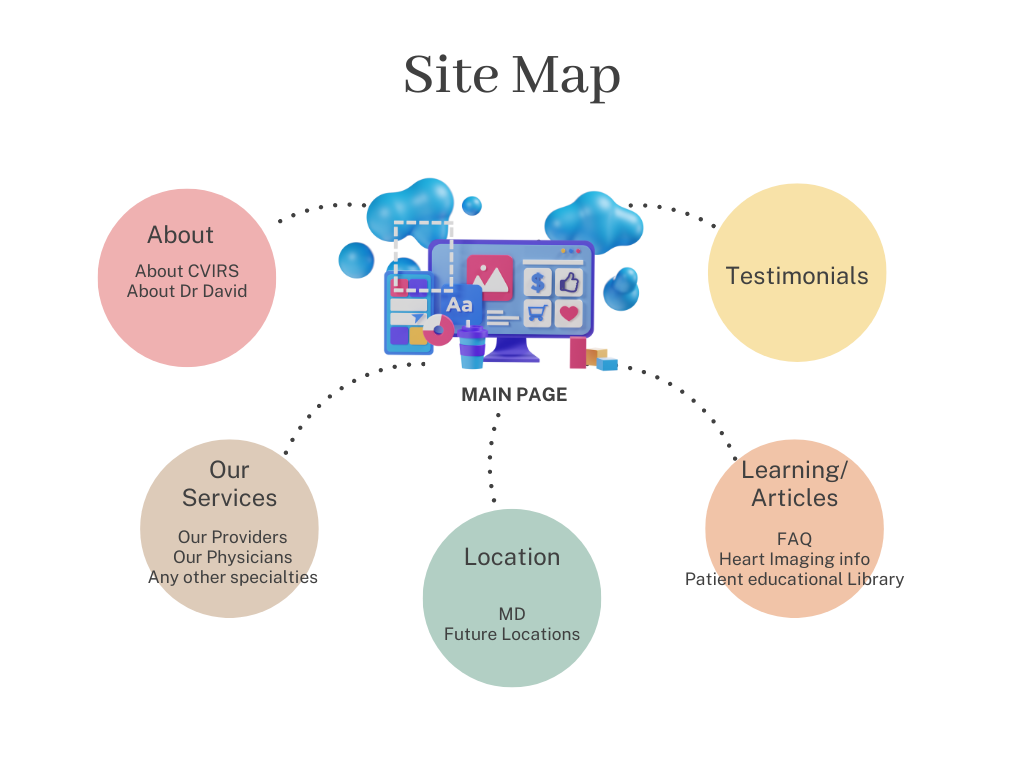 Site Map
About
About CVIRS
About Dr David
Testimonials
Aa
MAIN PAGE
Our
Services
Our Providers
Our Physicians
Any other specialties
Location
MD
Future Locations
Learning/
Articles
FAQ
Heart Imaging info
Patient educational Library